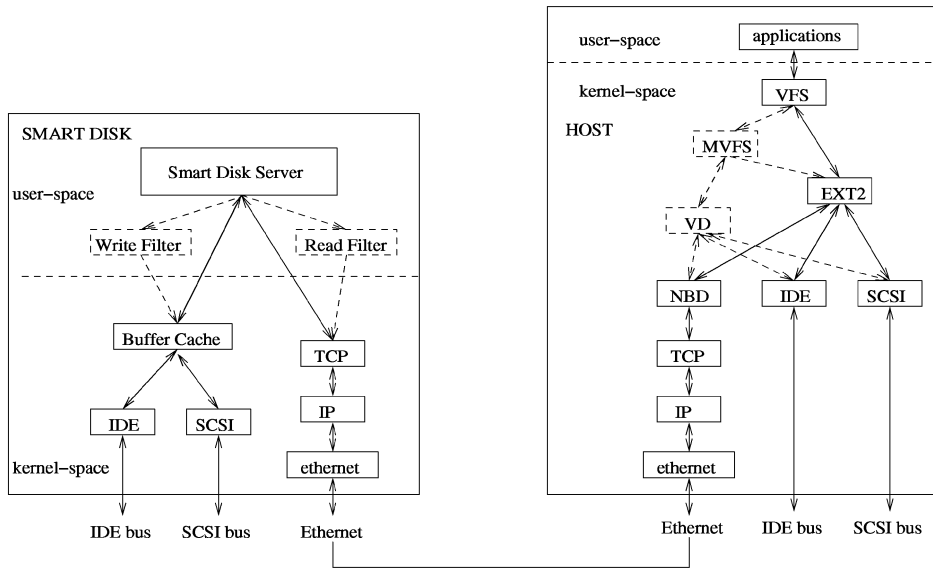 SMART DISK
Smart Disk Server
user-space
Write Filter
Read Filter
Buffer Cache
TCP
IDE
SCSI
IP
kernel-space
ethernet
IDE bus
SCSI bus
Ethernet
user-space
applications
kernel-space
VFS
HOST
MVFS
EXT2
VD
NBD
IDE
SCSI
TCP
IP
ethernet
Ethernet
IDE bus
SCSI bus